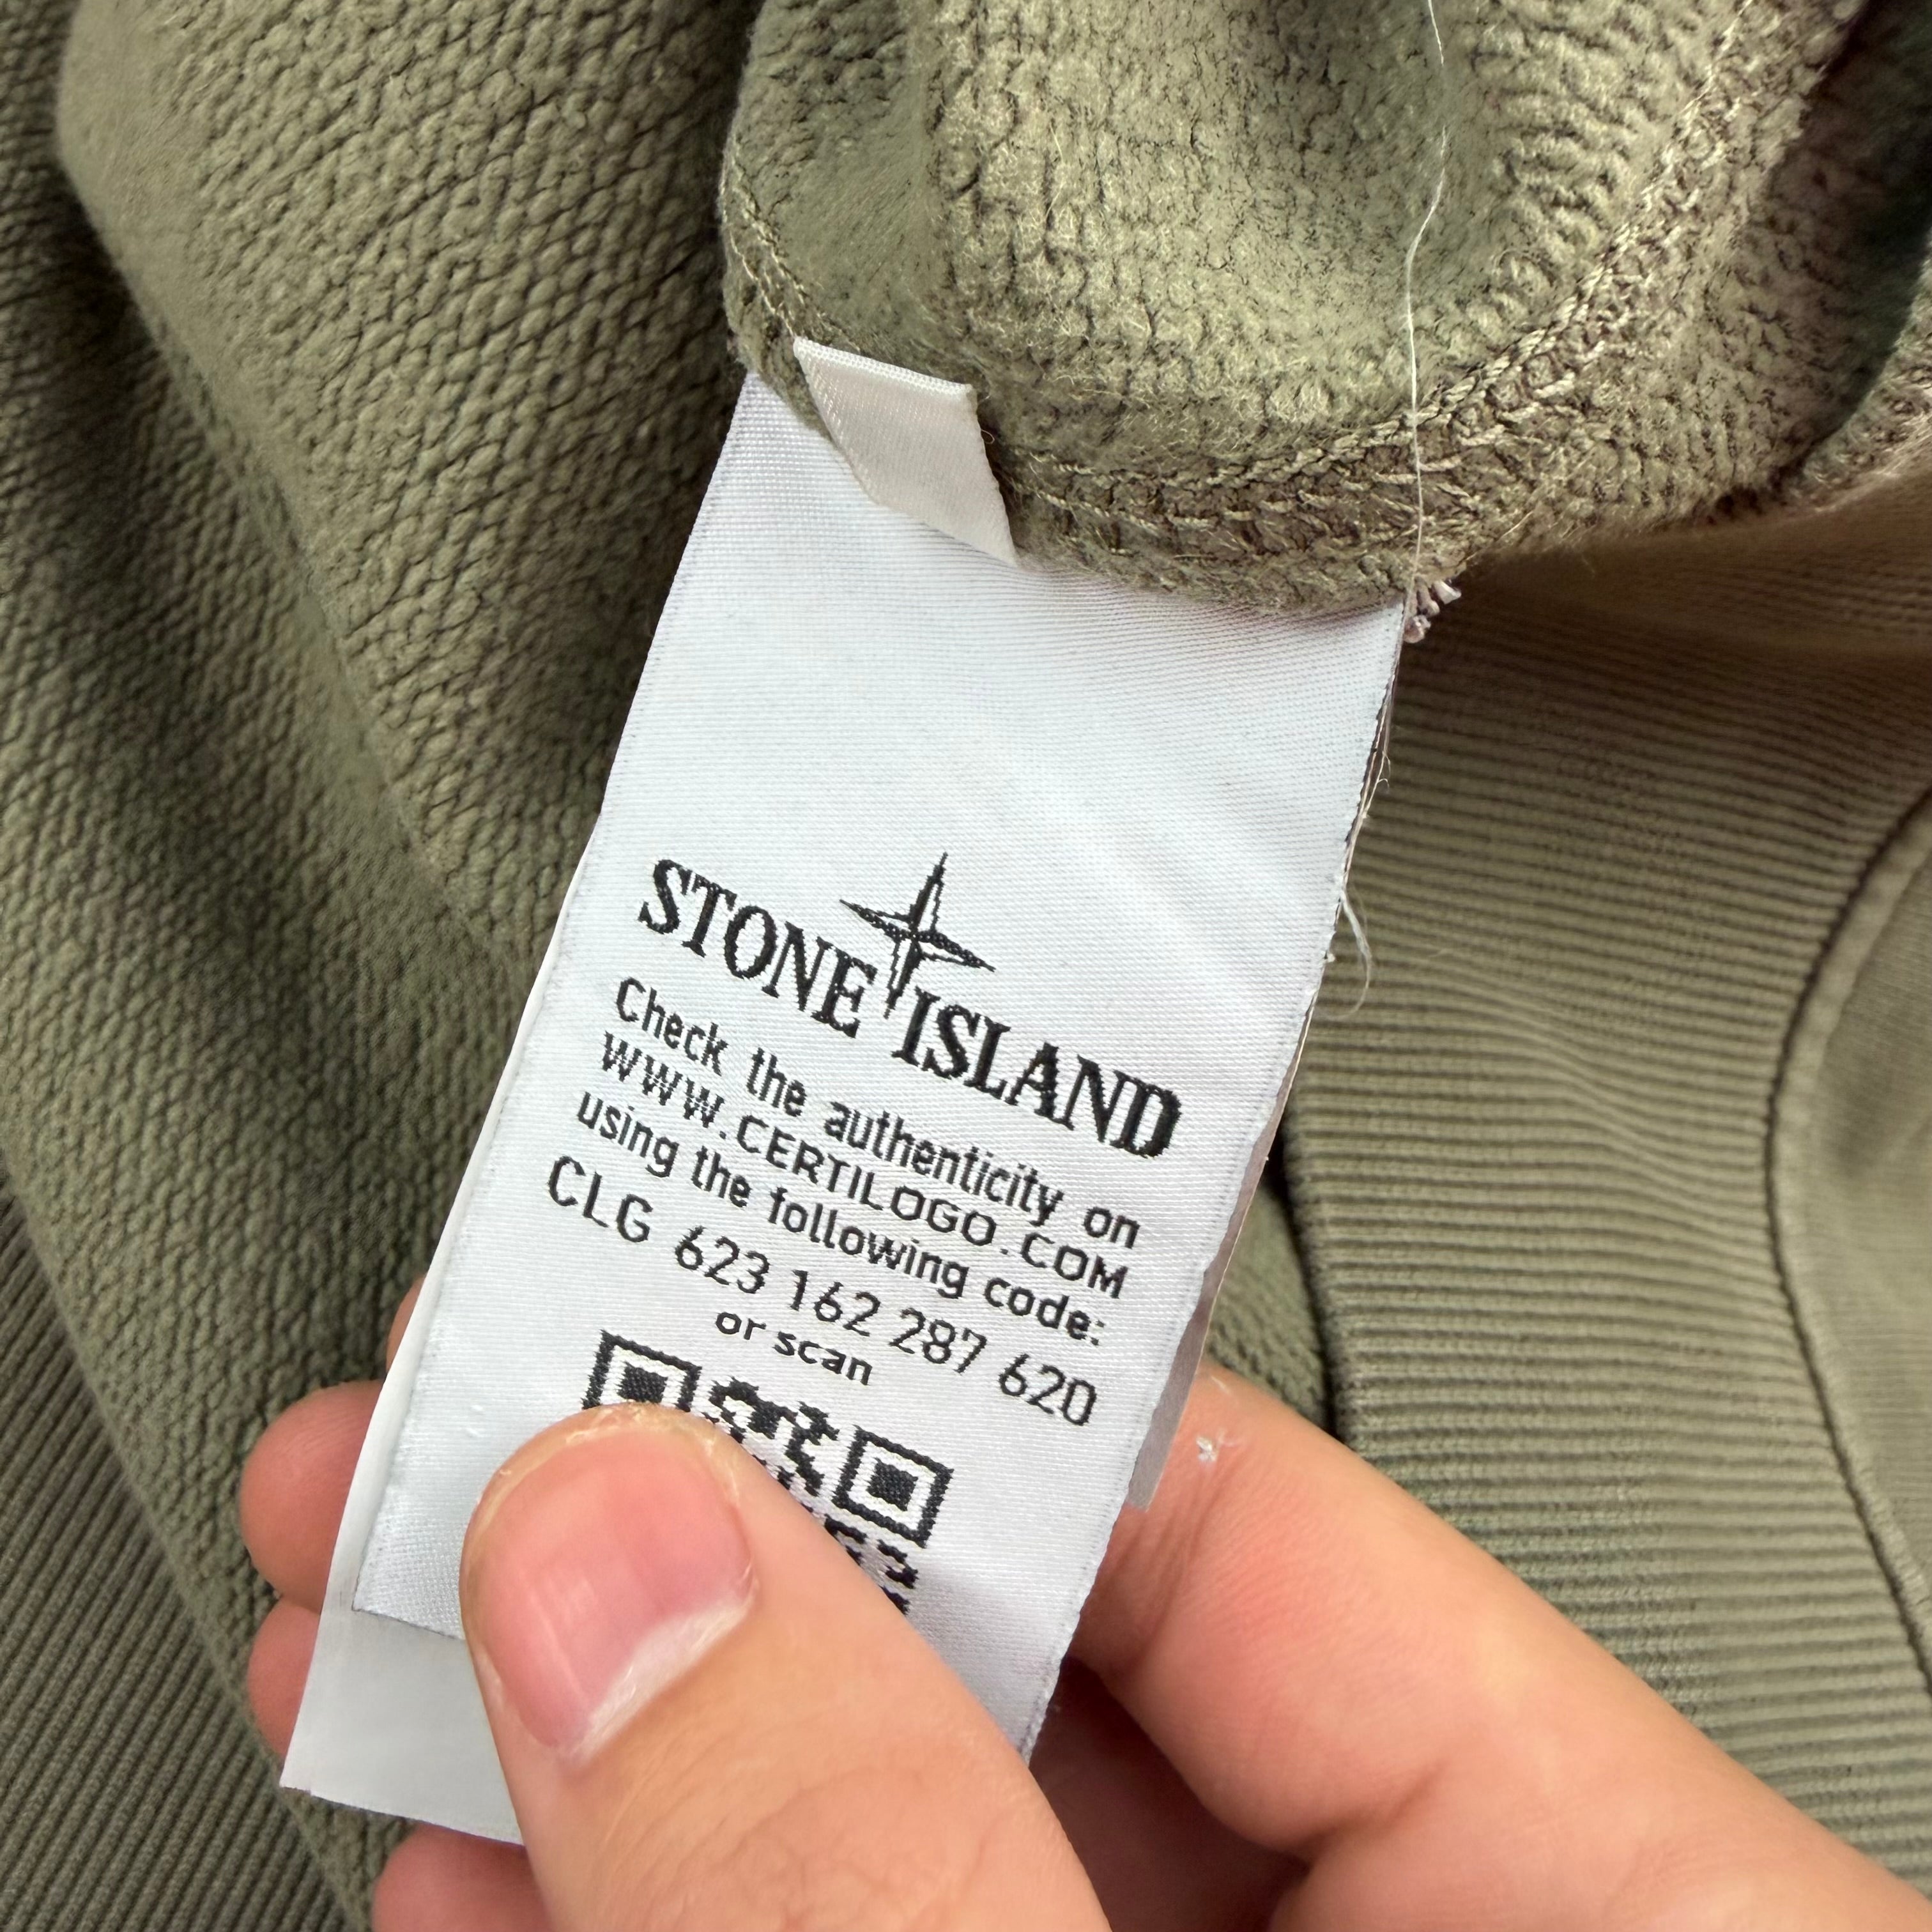 STONE ISLAND
Check the authenticity on
WWW.CERTILOGO.COM
using the following code:
CLG 623 162 287 620
or scan